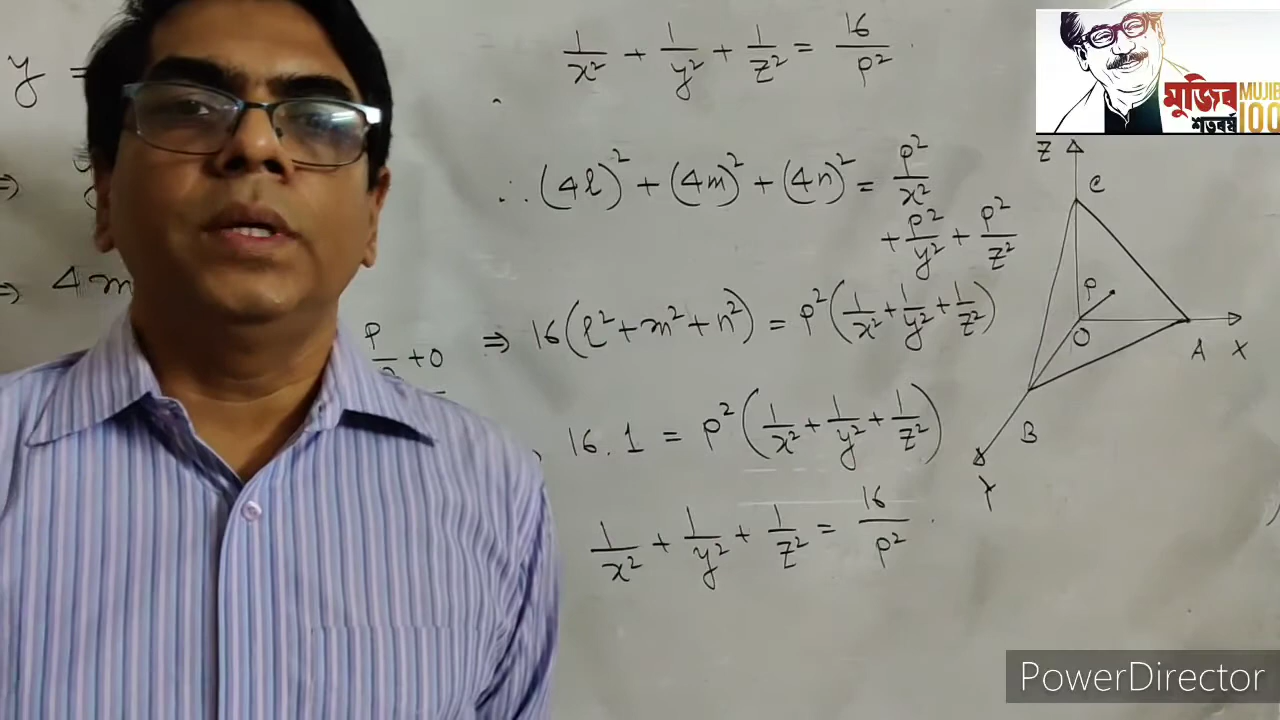 y =
1/x² + 1/y² + 1/z² = 16/p².
∴ (4l)² + (4m)² + (4n)² = p²/x²
+ p²/y² + p²/z²
⇒ 4m
⇒ 16(l² + m² + n²) = p²(1/x² + 1/y² + 1/z²)
+0
16.1 = p²(1/x² + 1/y² + 1/z²)
1/x² + 1/y² + 1/z² = 16/p².
মুজিব
শতবর্ষ
MUJIB
100
Z
C
P
O
A X
B
Y
PowerDirector